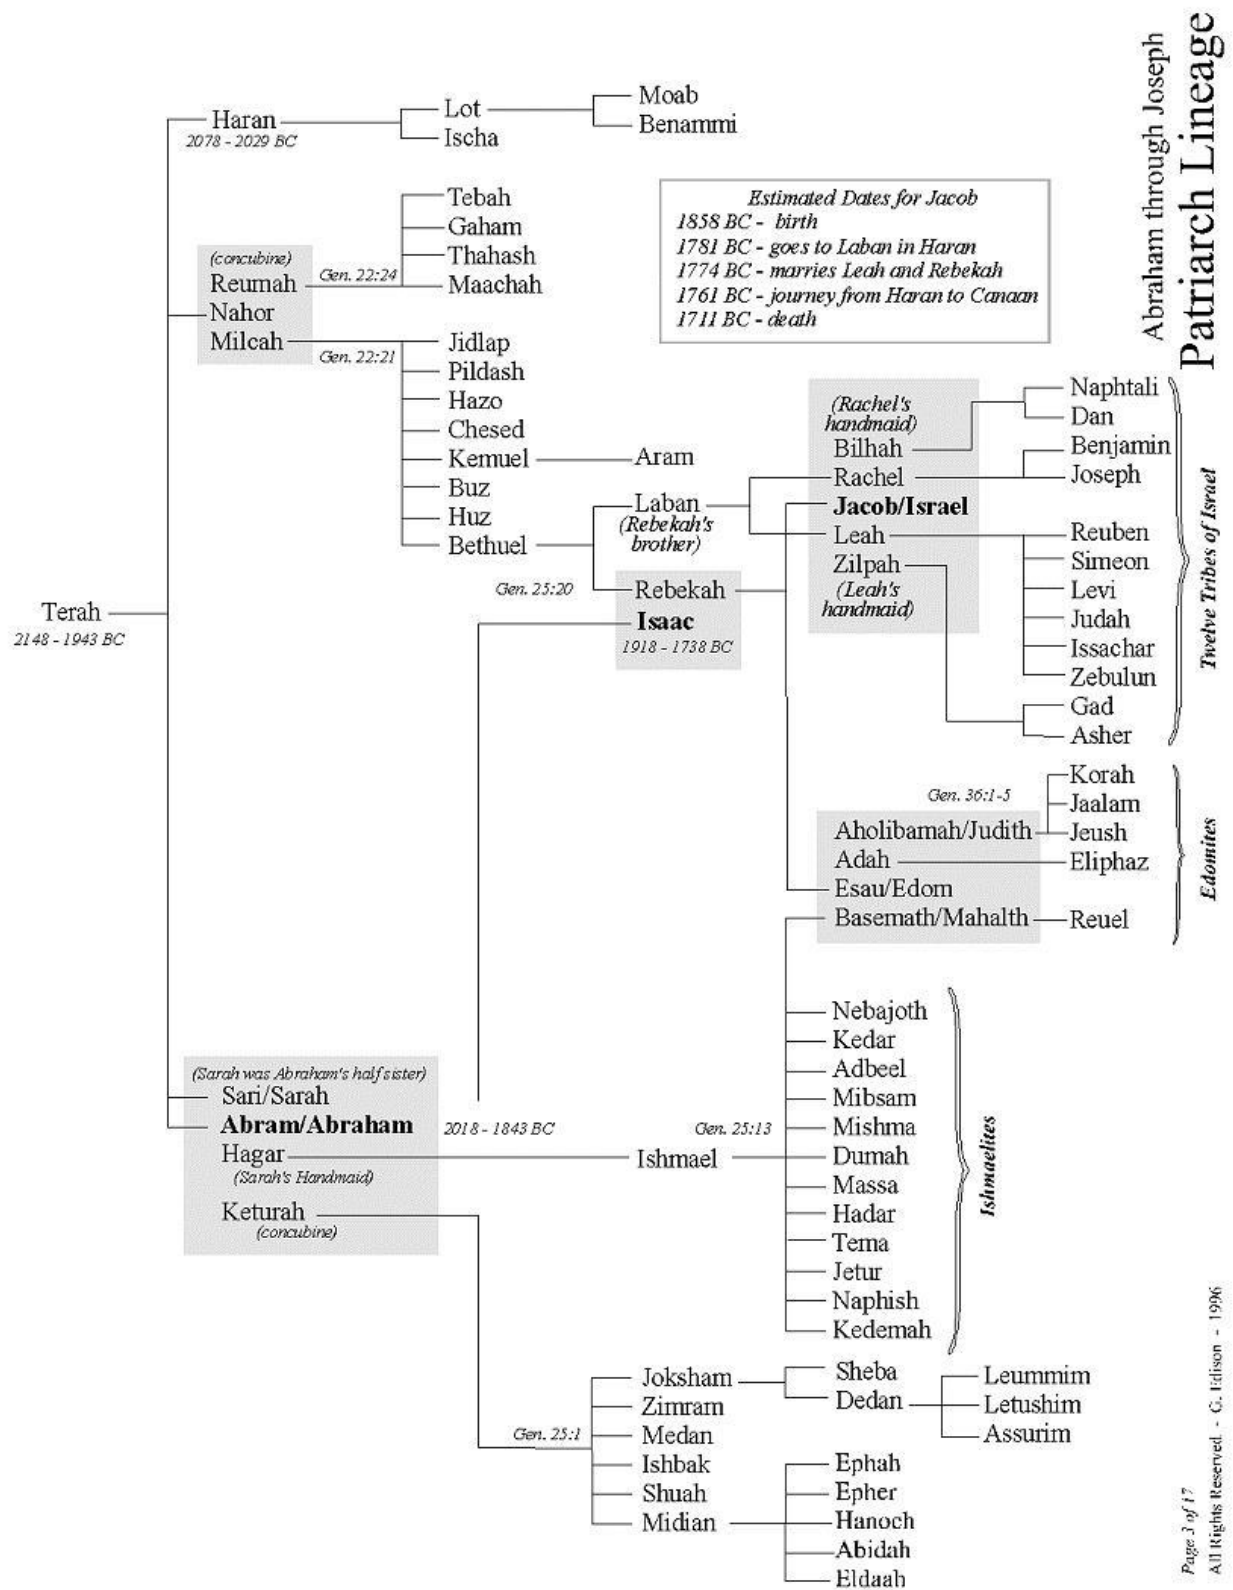 Abraham through Joseph
Patriarch Lineage
Haran
2078 - 2029 BC
Lot
Ischa
Moab
Benammi
Tebah
Gaham
Thahash
Maachah
Estimated Dates for Jacob
1858 BC - birth
1781 BC - goes to Laban in Haran
1774 BC - marries Leah and Rebekah
1761 BC - journey from Haran to Canaan
1711 BC - death
(concubine)
Reumah
Gen. 22:24
Nahor
Milcah
Gen. 22:21
Jidlap
Pildash
Hazo
Chesed
Kemuel
Aram
Buz
Huz
Bethuel
Laban
(Rebekah's
brother)
Gen. 25:20
Rebekah
Isaac
1918 - 1738 BC
(Rachel's
handmaid)
Bilhah
Rachel
Jacob/Israel
Leah
Zilpah
(Leah's
handmaid)
Naphtali
Dan
Benjamin
Joseph
Reuben
Simeon
Levi
Judah
Issachar
Zebulun
Gad
Asher
Twelve Tribes of Israel
Terah
2148 - 1943 BC
Gen. 36:1-5
Korah
Jaalam
Aholibamah/Judith
Jeush
Adah
Eliphaz
Esau/Edom
Basemath/Mahalth
Reuel
Edomites
(Sarah was Abraham's half sister)
Sari/Sarah
Abram/Abraham
2018 - 1843 BC
Hagar
(Sarah's Handmaid)
Keturah
(concubine)
Ishmael
Gen. 25:13
Nebajoth
Kedar
Adbeel
Mibsam
Mishma
Dumah
Massa
Hadar
Tema
Jetur
Naphish
Kedemah
Ishmaelites
Gen. 25:1
Joksham
Zimram
Medan
Ishbak
Shuah
Midian
Sheba
Dedan
Leummim
Letushim
Assurim
Ephah
Epher
Hanoch
Abidah
Eldaah
Page 3 of 17
All Rights Reserved - G. Edison - 1996